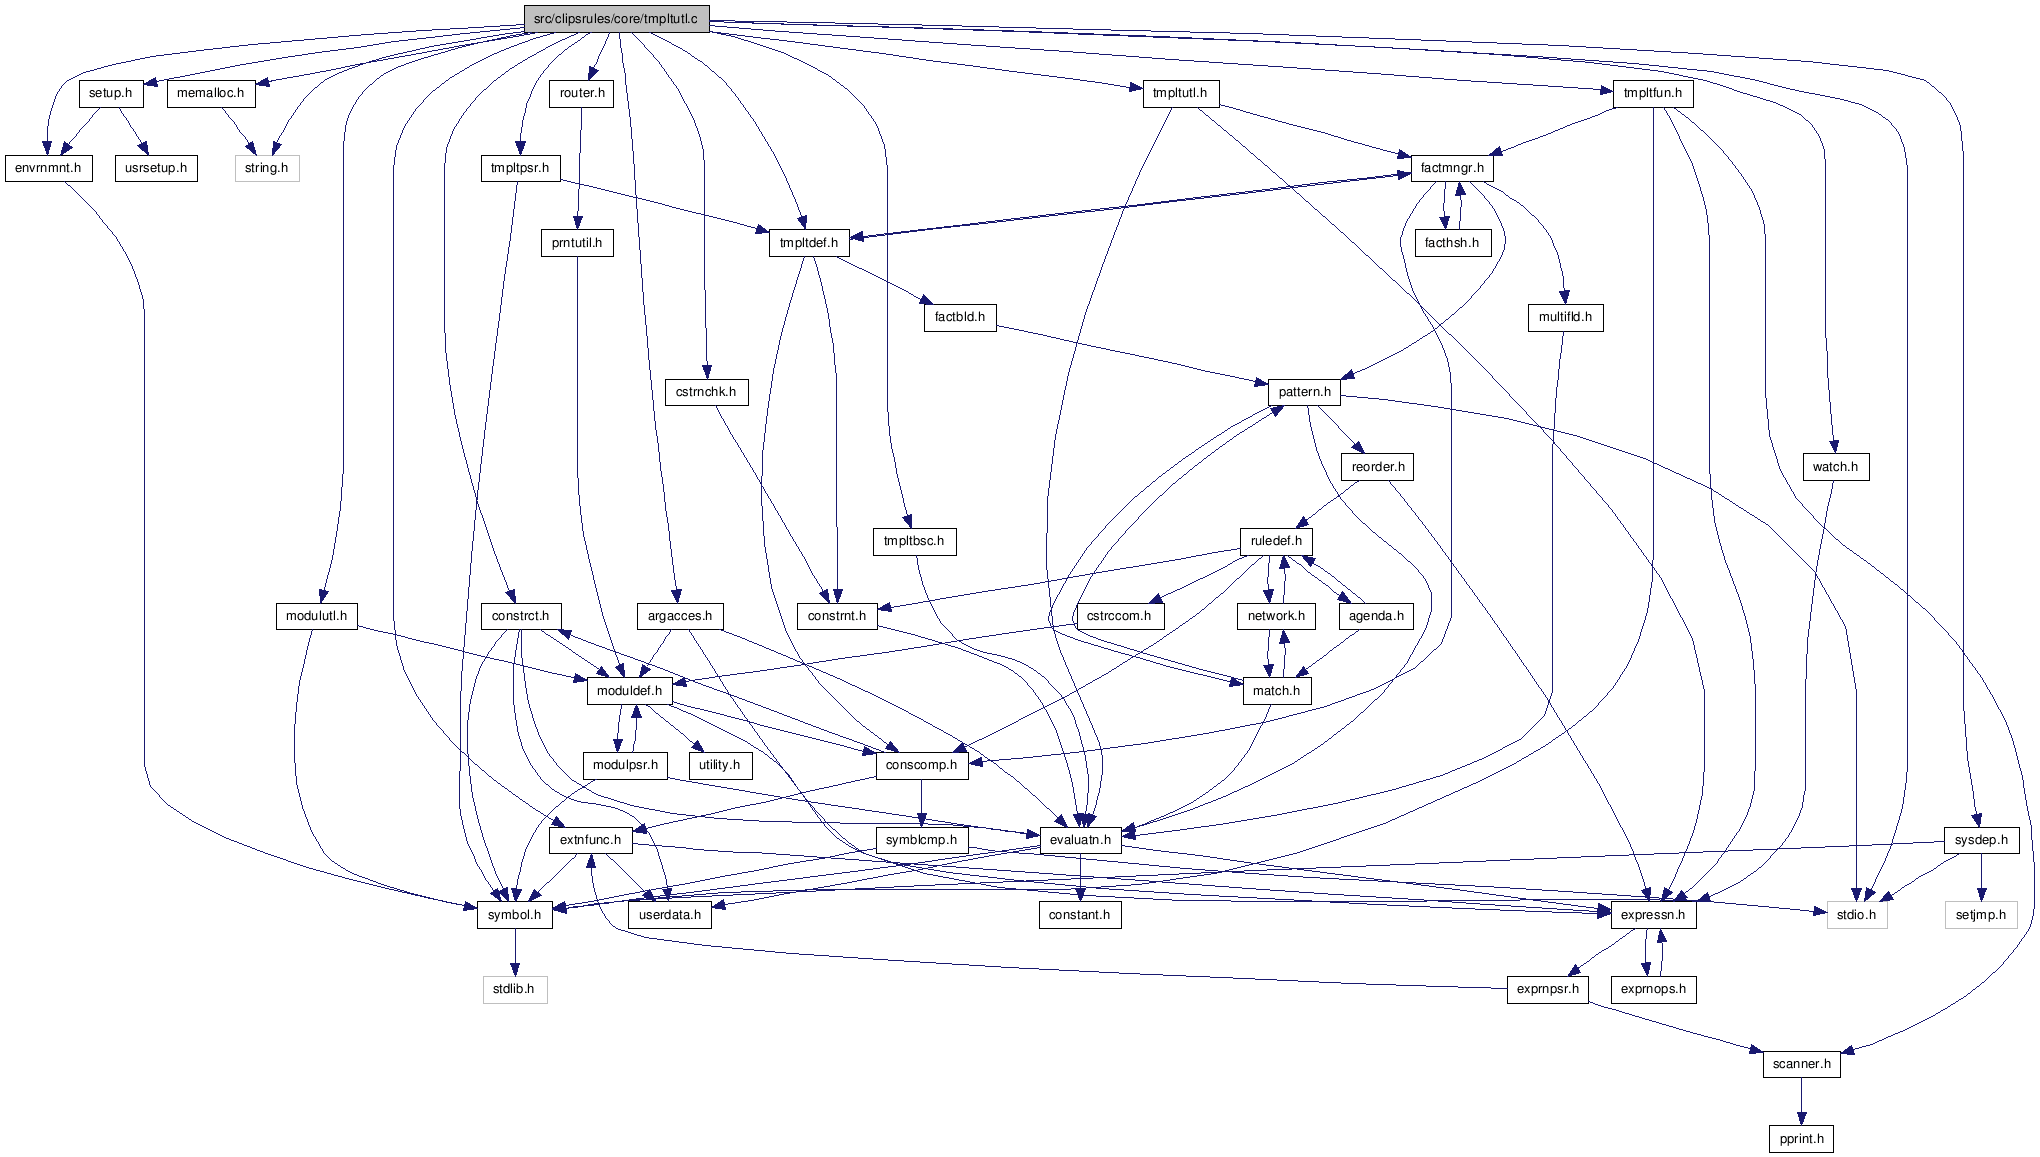 src/clipsrules/core/tmpltutl.c
setup.h
memalloc.h
router.h
tmpltutl.h
tmpltfun.h
envrnmnt.h
usrsetup.h
string.h
tmpltpsr.h
factmngr.h
prntutil.h
tmpltdef.h
facthsh.h
factbld.h
multifld.h
cstrnchk.h
pattern.h
reorder.h
watch.h
tmpltbsc.h
ruledef.h
modulutl.h
constrct.h
argacces.h
constrnt.h
cstrccom.h
network.h
agenda.h
moduldef.h
match.h
modulpsr.h
utility.h
conscomp.h
extnfunc.h
symblcmp.h
evaluatn.h
sysdep.h
symbol.h
userdata.h
constant.h
expressn.h
stdio.h
setjmp.h
stdlib.h
exprnpsr.h
exprnops.h
scanner.h
pprint.h